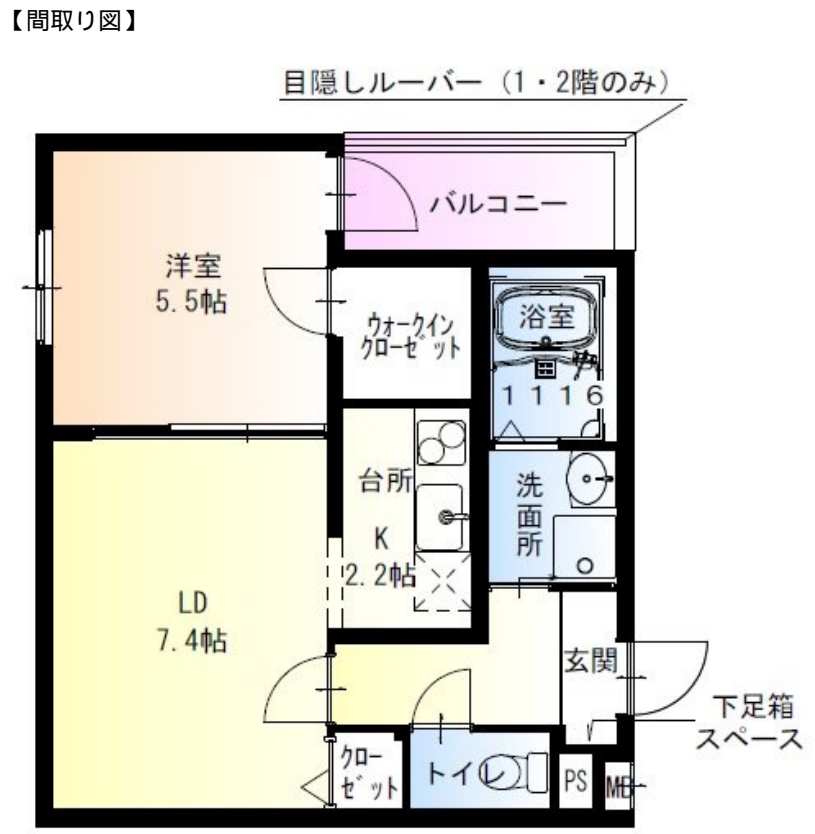 【間取り図】
目隠しルーバー（1・2階のみ）
バルコニー
洋室
5.5帖
ウォークイン
クローゼット
浴室
1116
台所
K
2.2帖
洗
面
所
LD
7.4帖
玄関
下足箱
スペース
クロー
ゼット
トイレ
PS
MB